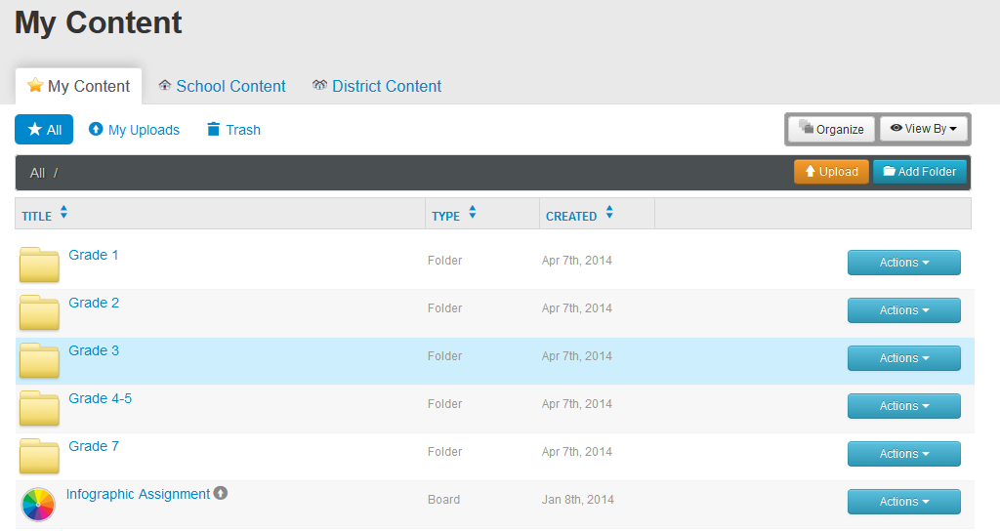 My Content
My Content School Content District Content
All My Uploads Trash Organize View By
All / Upload Add Folder
TITLE TYPE CREATED
Grade 1 Folder Apr 7th, 2014 Actions
Grade 2 Folder Apr 7th, 2014 Actions
Grade 3 Folder Apr 7th, 2014 Actions
Grade 4-5 Folder Apr 7th, 2014 Actions
Grade 7 Folder Apr 7th, 2014 Actions
Infographic Assignment Board Jan 8th, 2014 Actions